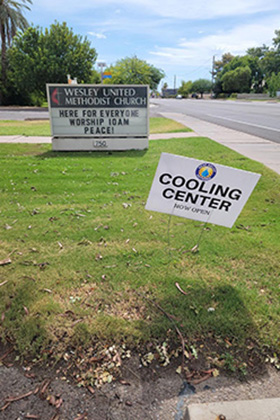 WESLEY UNITED
METHODIST CHURCH
HERE FOR EVERYONE
WORSHIP 10AM
PEACE!
COOLING
CENTER
NOW OPEN